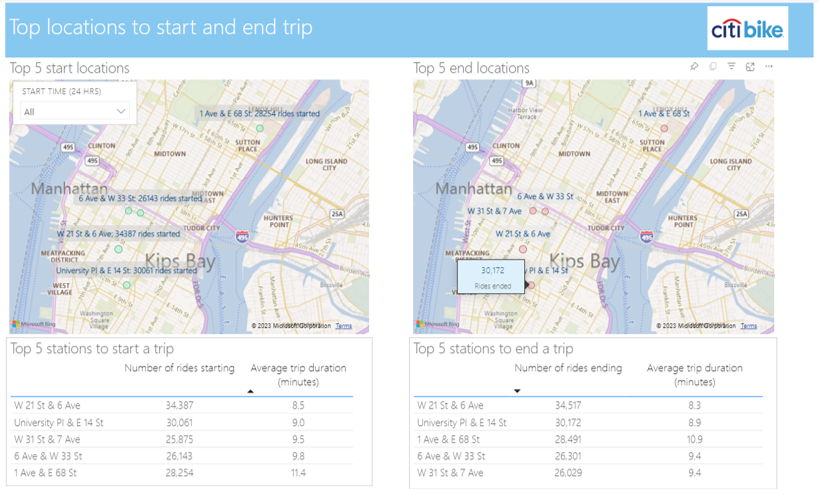 Top locations to start and end trip
citi bike
Top 5 start locations
START TIME (24 HRS)
All
1 Ave & E 68 St: 28254 rides started
CLINTON
495
495
MIDTOWN
SUTTON
PLACE
LONG ISLAND
CITY
Manhattan
6 Ave & W 33 St: 26143 rides started
MIDTOWN
EAST
HUNTERS
POINT
25A
TUDOR CITY
W 21 St & 6 Ave: 34387 rides started
MEATPACKING
DISTRICT
Kips Bay
University Pl & E 14 St: 30061 rides started
WEST
VILLAGE
Washington
Square
Village
Microsoft Bing
© 2023 Microsoft Corporation Terms
Top 5 end locations
9A
Harbor View
Terrace
1 Ave & E 68 St
CLINTON
495
495
MIDTOWN
SUTTON
PLACE
LONG ISLAND
CITY
Manhattan
6 Ave & W 33 St
MIDTOWN
EAST
W 31 St & 7 Ave
HUNTERS
POINT
25A
TUDOR CITY
W 21 St & 6 Ave
MEATPACKING
DISTRICT
Kips Bay
30,172
Rides ended
y Pl & E 14 St
WEST
VILLAGE
Washington
Square
Village
Microsoft Bing
© 2023 Microsoft Corporation Terms
Top 5 stations to start a trip
Number of rides starting Average trip duration
(minutes)
W 21 St & 6 Ave 34,387 8.5
University Pl & E 14 St 30,061 9.0
W 31 St & 7 Ave 25,875 9.5
6 Ave & W 33 St 26,143 9.8
1 Ave & E 68 St 28,254 11.4
Top 5 stations to end a trip
Number of rides ending Average trip duration
(minutes)
W 21 St & 6 Ave 34,517 8.3
University Pl & E 14 St 30,172 8.9
1 Ave & E 68 St 28,491 10.9
6 Ave & W 33 St 26,301 9.4
W 31 St & 7 Ave 26,029 9.4